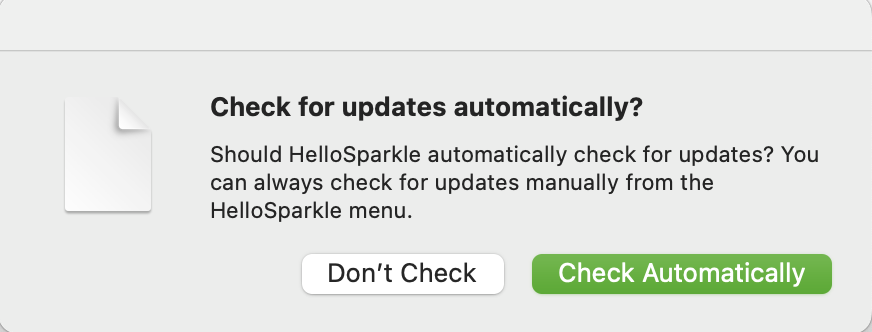 Check for updates automatically?
Should HelloSparkle automatically check for updates? You
can always check for updates manually from the
HelloSparkle menu.
Don’t Check
Check Automatically